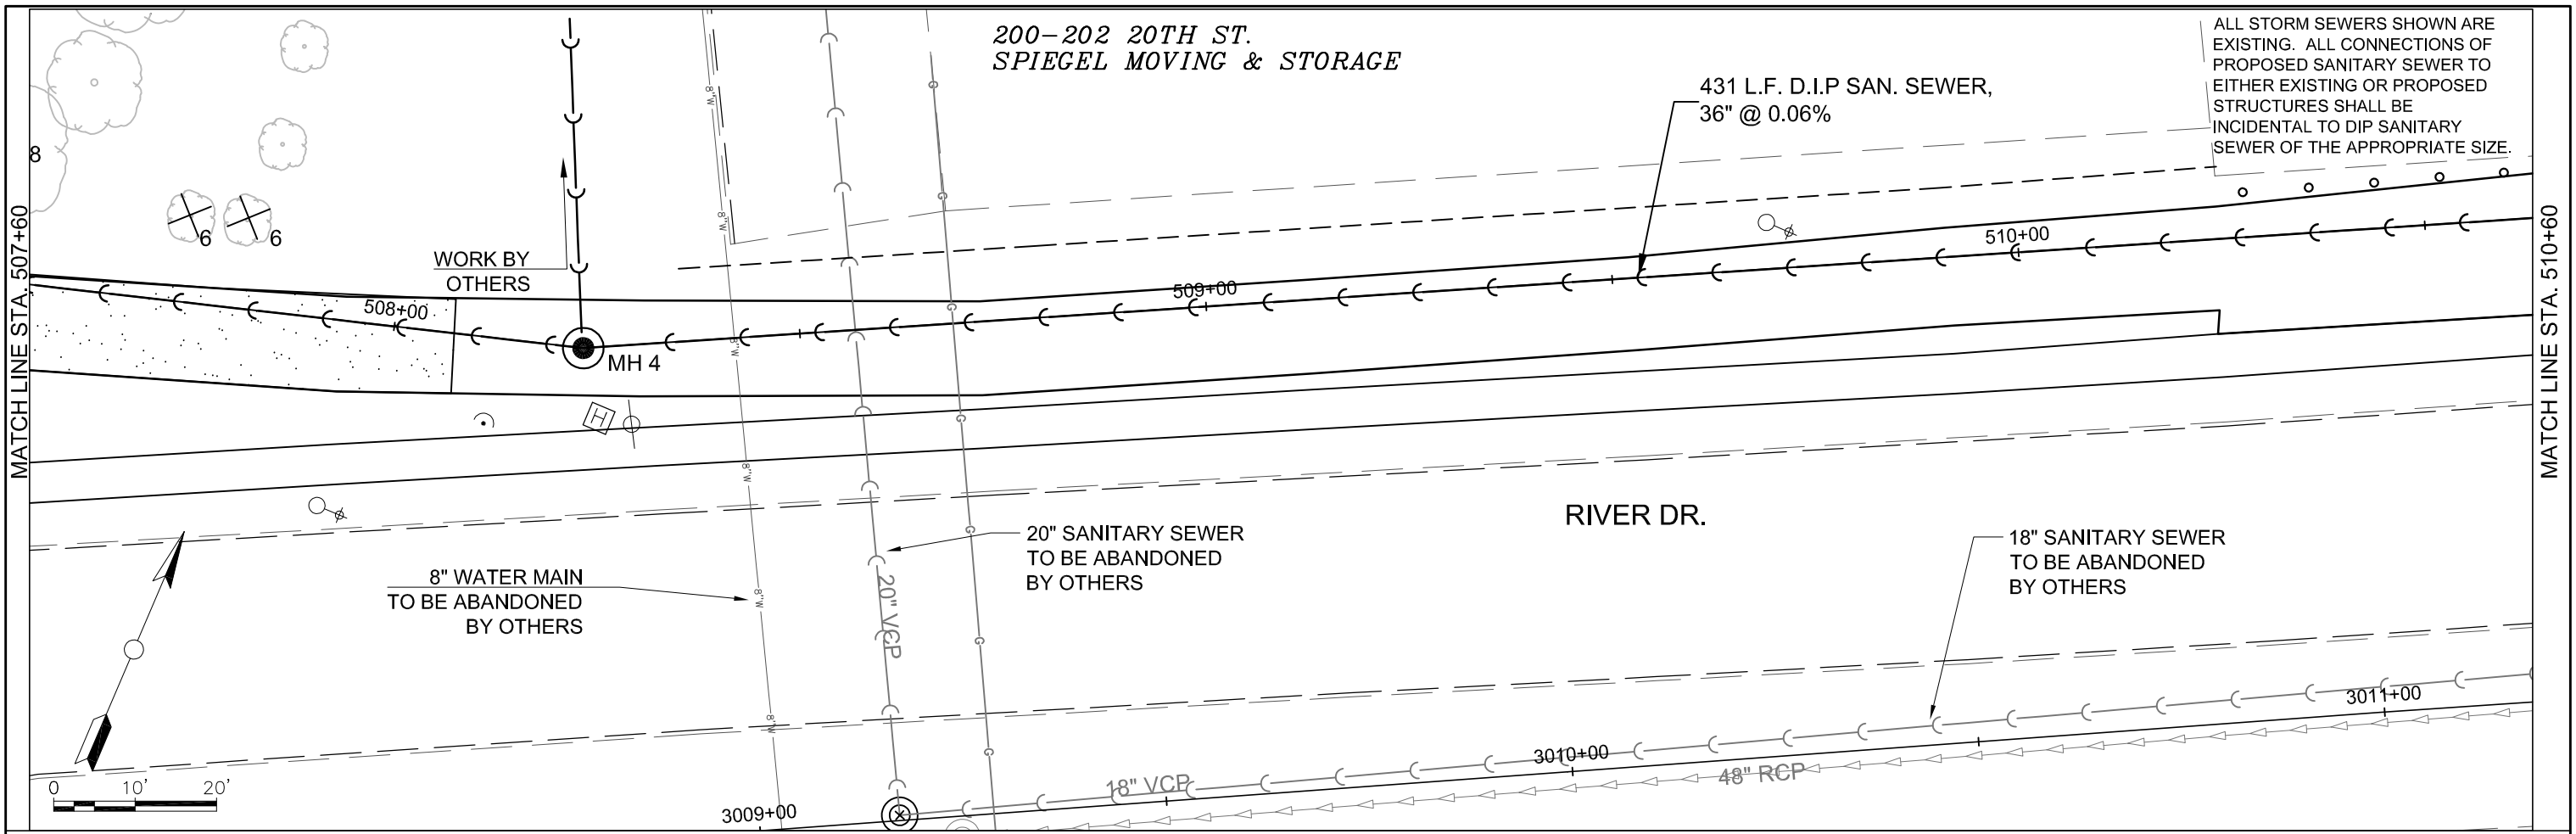 200-202 20TH ST.
SPIEGEL MOVING & STORAGE
ALL STORM SEWERS SHOWN ARE
EXISTING. ALL CONNECTIONS OF
PROPOSED SANITARY SEWER TO
EITHER EXISTING OR PROPOSED
STRUCTURES SHALL BE
INCIDENTAL TO DIP SANITARY
SEWER OF THE APPROPRIATE SIZE.
431 L.F. D.I.P SAN. SEWER,
36" @ 0.06%
8
6
6
MATCH LINE STA. 507+60
MATCH LINE STA. 510+60
WORK BY
OTHERS
508+00
509+00
510+00
MH 4
H
8"W
8"W
8"W
8"W
8"W
8"W
G
G
G
G
G
G
G
RIVER DR.
20" SANITARY SEWER
TO BE ABANDONED
BY OTHERS
18" SANITARY SEWER
TO BE ABANDONED
BY OTHERS
8" WATER MAIN
TO BE ABANDONED
BY OTHERS
20" VCP
18" VCP
48" RCP
3009+00
3010+00
3011+00
0 10' 20'